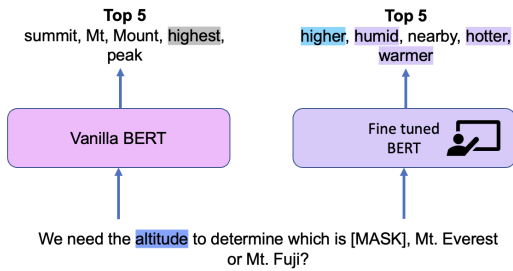 Top 5
summit, Mt, Mount, highest,
peak
Top 5
higher, humid, nearby, hotter,
warmer
Vanilla BERT
Fine tuned
BERT
We need the altitude to determine which is [MASK], Mt. Everest
or Mt. Fuji?